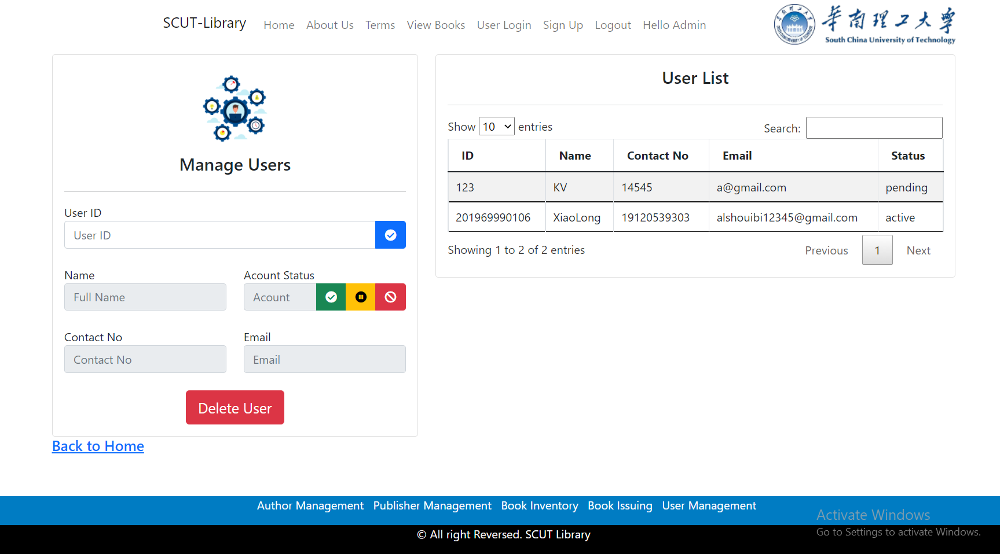 SCUT-Library Home About Us Terms View Books User Login Sign Up Logout Hello Admin
华南理工大学
South China University of Technology
Manage Users
User ID
User ID
Name Acount Status
Full Name Acount
Contact No Email
Contact No Email
Delete User
Back to Home
User List
Show 10 entries Search:
ID Name Contact No Email Status
123 KV 14545 a@gmail.com pending
201969990106 XiaoLong 19120539303 alshouibi12345@gmail.com active
Showing 1 to 2 of 2 entries Previous 1 Next
Author Management Publisher Management Book Inventory Book Issuing User Management
© All right Reversed. SCUT Library
Activate Windows
Go to Settings to activate Windows.